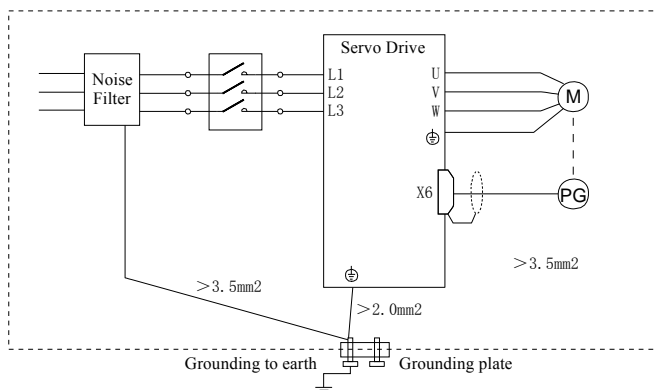 Servo Drive
Noise
Filter
L1
L2
L3
U
V
W
M
X6
PG
>3.5mm2
>3.5mm2
>2.0mm2
Grounding to earth
Grounding plate